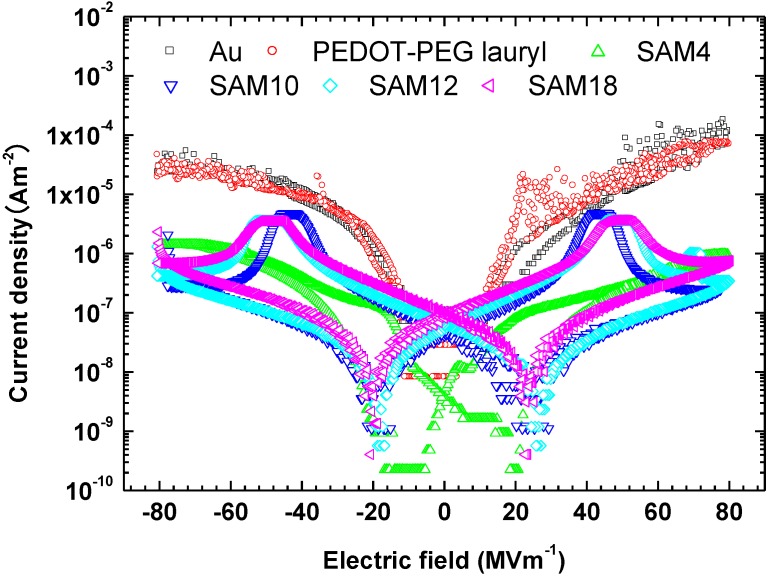 10⁻²
10⁻³
1x10⁻⁴
1x10⁻⁵
10⁻⁶
10⁻⁷
10⁻⁸
10⁻⁹
10⁻¹⁰
Current density (Am⁻²)
Au PEDOT-PEG lauryl SAM4
SAM10 SAM12 SAM18
-80 -60 -40 -20 0 20 40 60 80
Electric field (MVm⁻¹)